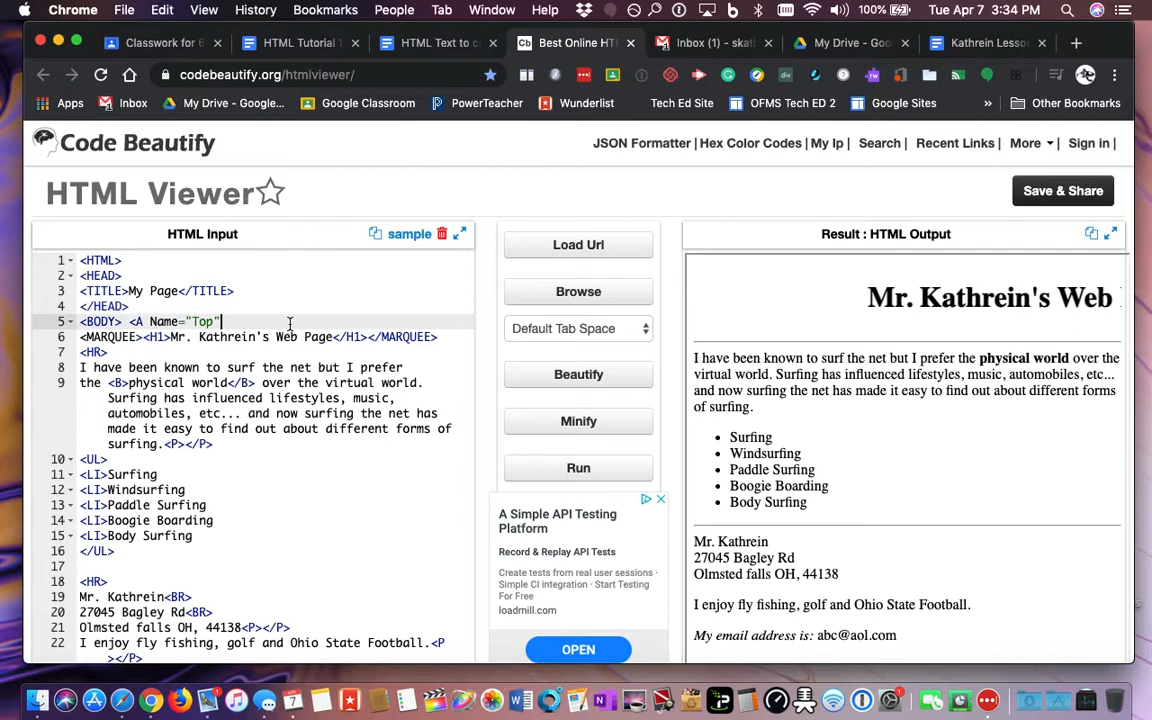 Chrome File Edit View History Bookmarks People Tab Window Help 100% Tue Apr 7 3:34 PM
Classwork for 6 HTML Tutorial HTML Text to c Best Online HT Inbox (1) - skath My Drive - Goo Kathrein Lesso
codebeautify.org/htmlviewer/
Apps Inbox My Drive - Google... Google Classroom PowerTeacher Wunderlist Tech Ed Site OFMS Tech ED 2 Google Sites » Other Bookmarks
Code Beautify
JSON Formatter | Hex Color Codes | My Ip | Search | Recent Links | More Sign in |
HTML Viewer
Save & Share
HTML Input
sample
1 <HTML>
2 <HEAD>
3 <TITLE>My Page</TITLE>
4 </HEAD>
5 <BODY> <A Name="Top"
6 <MARQUEE><H1>Mr. Kathrein's Web Page</H1></MARQUEE>
7 <HR>
8 I have been known to surf the net but I prefer
9 the <B>physical world</B> over the virtual world.
Surfing has influenced lifestyles, music,
automobiles, etc... and now surfing the net has
made it easy to find out about different forms of
surfing.<P></P>
10 <UL>
11 <LI>Surfing
12 <LI>Windsurfing
13 <LI>Paddle Surfing
14 <LI>Boogie Boarding
15 <LI>Body Surfing
16 </UL>
17
18 <HR>
19 Mr. Kathrein<BR>
20 27045 Bagley Rd<BR>
21 Olmsted falls OH, 44138<P></P>
22 I enjoy fly fishing, golf and Ohio State Football.<P
></P>
Load Url
Browse
Default Tab Space
Beautify
Minify
Run
A Simple API Testing
Platform
Record & Replay API Tests
Create tests from real user sessions ·
Simple CI integration · Start Testing
For Free
loadmill.com
OPEN
Result : HTML Output
Mr. Kathrein's Web
I have been known to surf the net but I prefer the physical world over the
virtual world. Surfing has influenced lifestyles, music, automobiles, etc...
and now surfing the net has made it easy to find out about different forms
of surfing.
• Surfing
• Windsurfing
• Paddle Surfing
• Boogie Boarding
• Body Surfing
Mr. Kathrein
27045 Bagley Rd
Olmsted falls OH, 44138
I enjoy fly fishing, golf and Ohio State Football.
My email address is: abc@aol.com